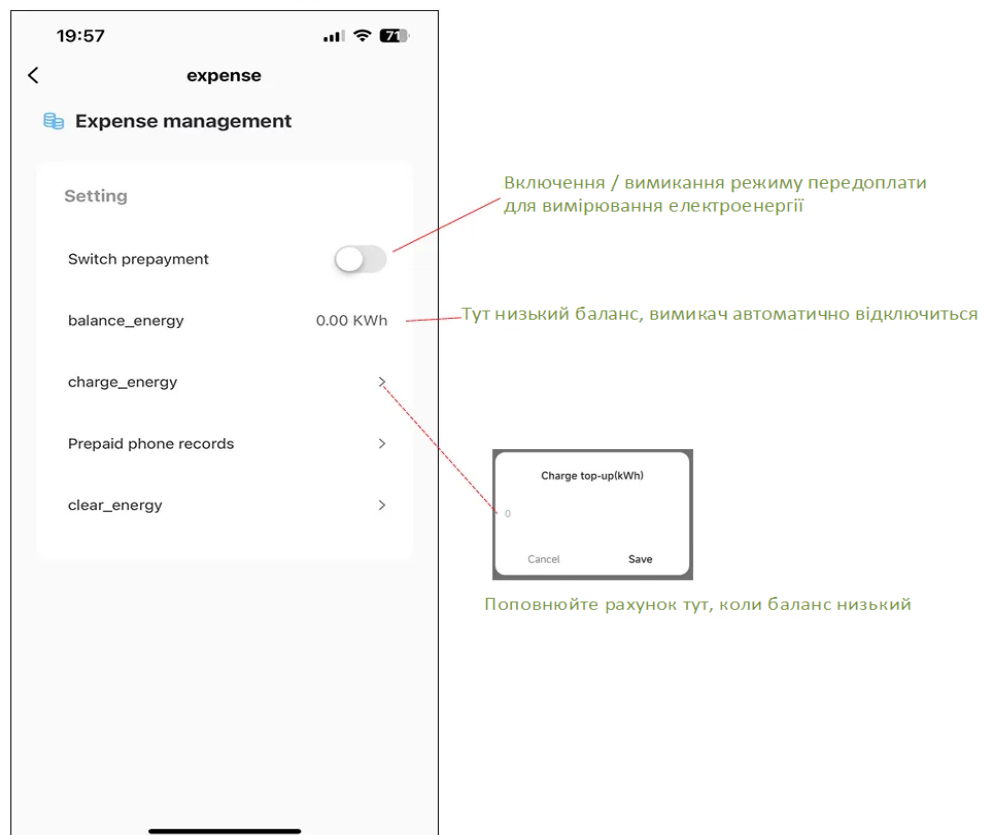 19:57
71
expense
Expense management
Setting
Включення / вимикання режиму передоплати
для вимірювання електроенергії
Switch prepayment
balance_energy
0.00 KWh
Тут низький баланс, вимикач автоматично відключиться
charge_energy
Prepaid phone records
clear_energy
Charge top-up(kWh)
0
Cancel
Save
Поповнюйте рахунок тут, коли баланс низький